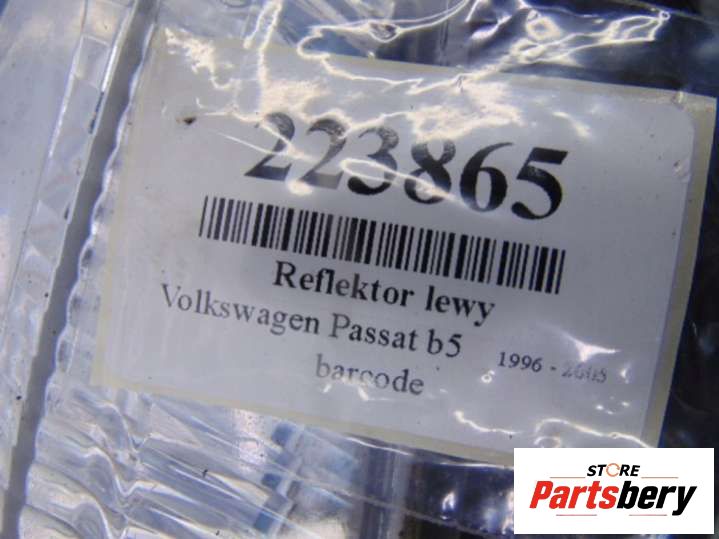 223865
Reflektor lewy
Volkswagen Passat b5
1996 - 2005
barcode
STORE
Partsbery